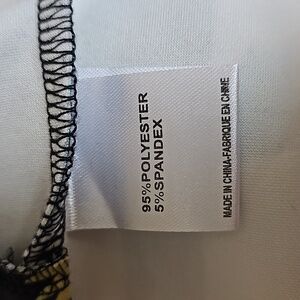 95%POLYESTER
5%SPANDEX
MADE IN CHINA-FABRIQUE EN CHINE